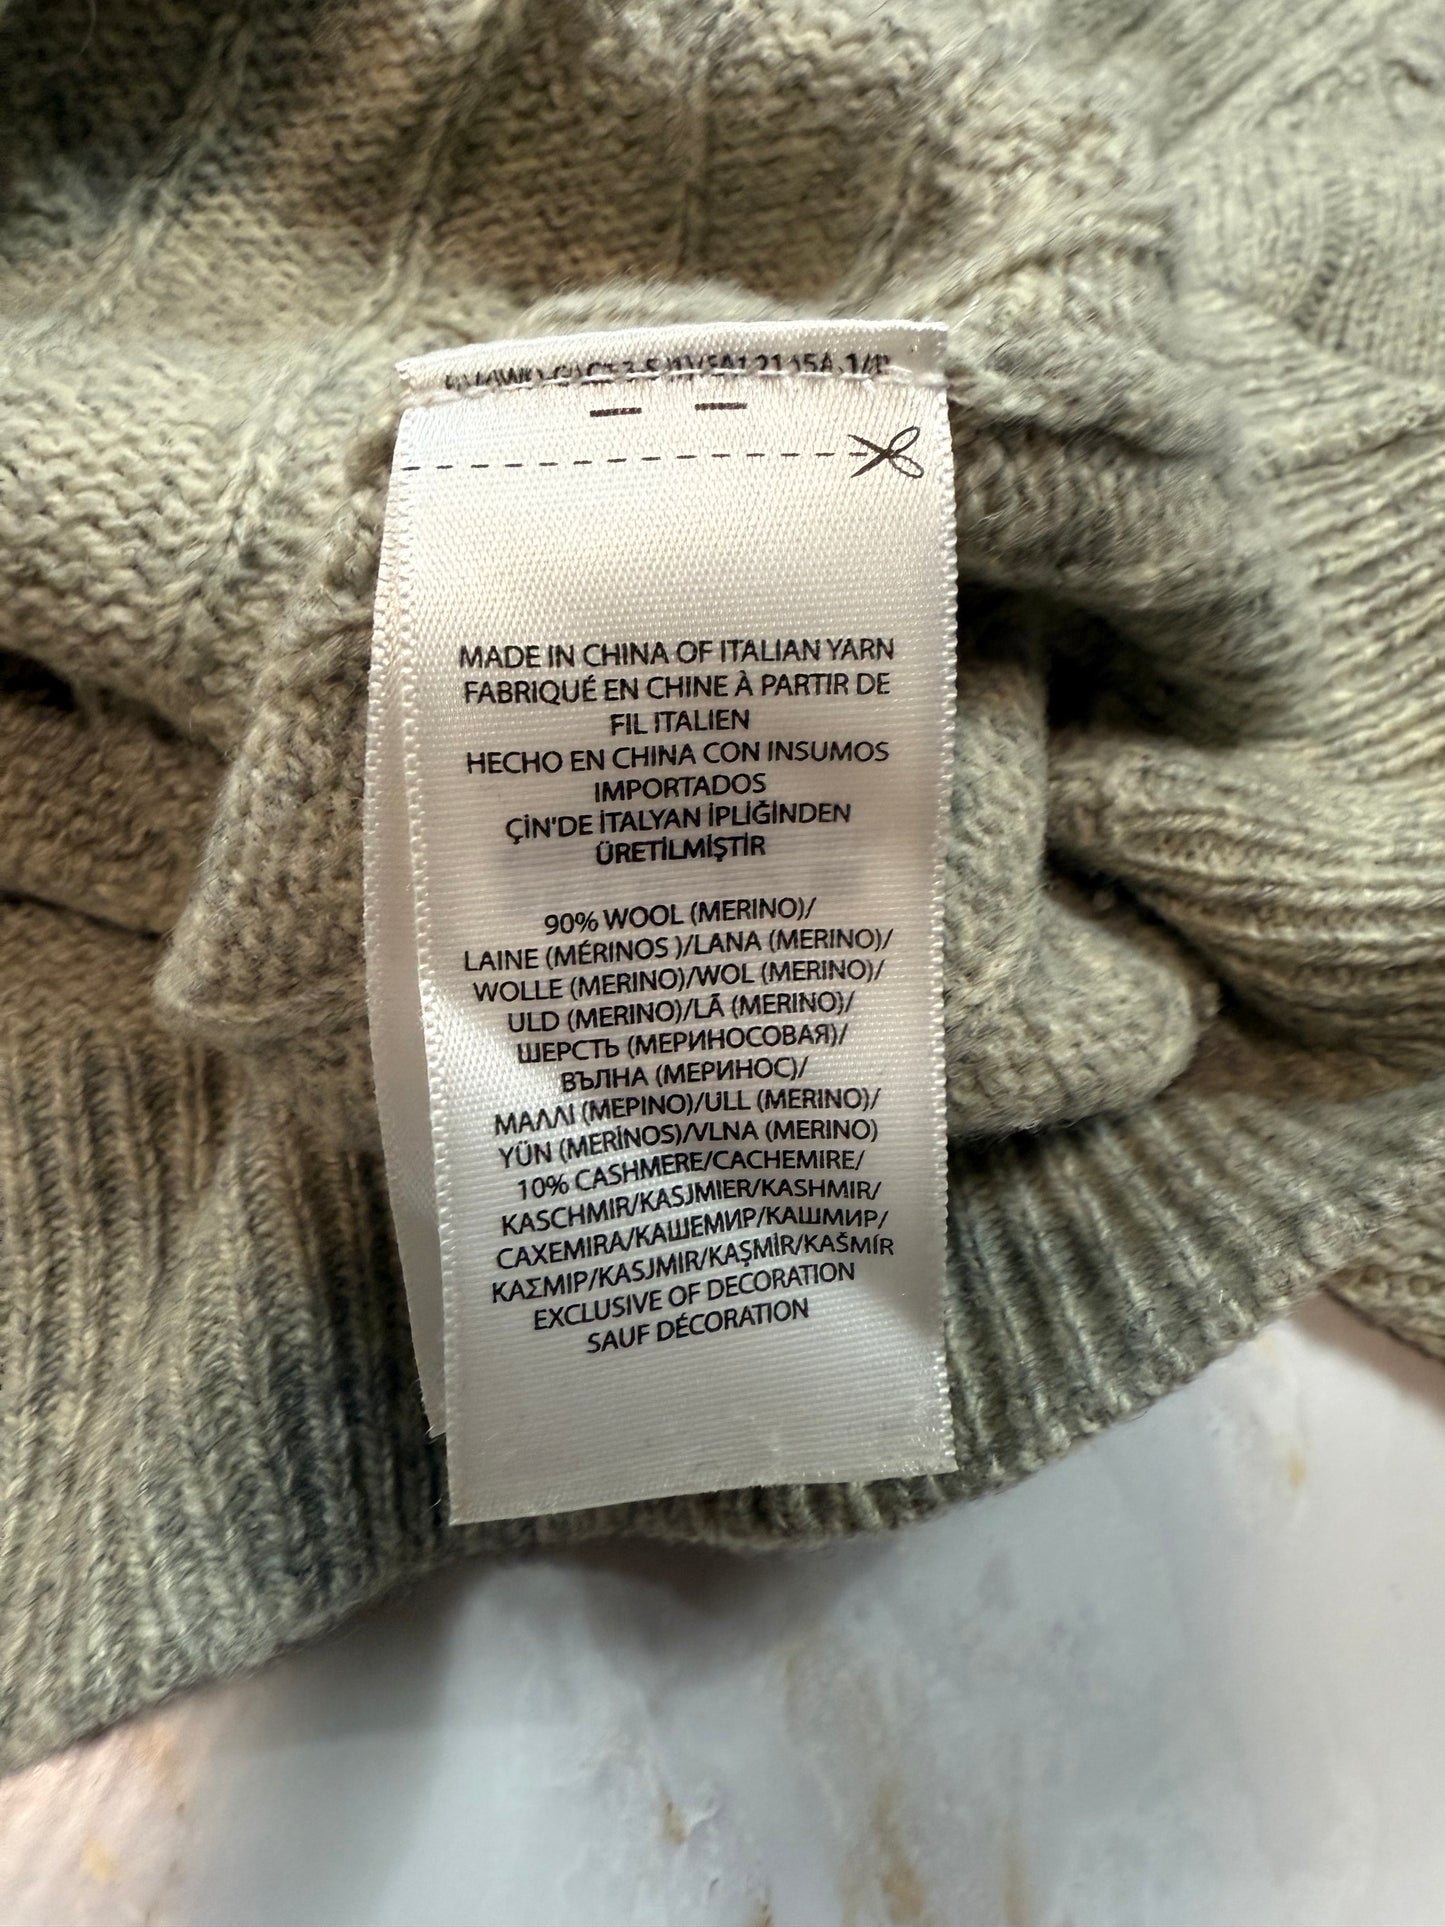 MADE IN CHINA OF ITALIAN YARN
FABRIQUÉ EN CHINE À PARTIR DE
FIL ITALIEN
HECHO EN CHINA CON INSUMOS
IMPORTADOS
ÇİN'DE İTALYAN İPLİĞİNDEN
ÜRETİLMİŞTİR
90% WOOL (MERINO)/
LAINE (MÉRINOS )/LANA (MERINO)/
WOLLE (MERINO)/WOL (MERINO)/
ULD (MERINO)/LÃ (MERINO)/
ШЕРСТЬ (МЕРИНОСОВАЯ)/
ВЪЛНА (МЕРИНОС)/
ΜΑΛΛΙ (ΜΕΡΙΝΟ)/ULL (MERINO)/
YÜN (MERİNOS)/VLNA (MERINO)
10% CASHMERE/CACHEMIRE/
KASCHMIR/KASJMIER/KASHMIR/
CAXEMIRA/КАШЕМИР/КАШМИР/
ΚΑΣΜΙΡ/KASJMIR/KAŞMİR/KAŠMÍR
EXCLUSIVE OF DECORATION
SAUF DÉCORATION